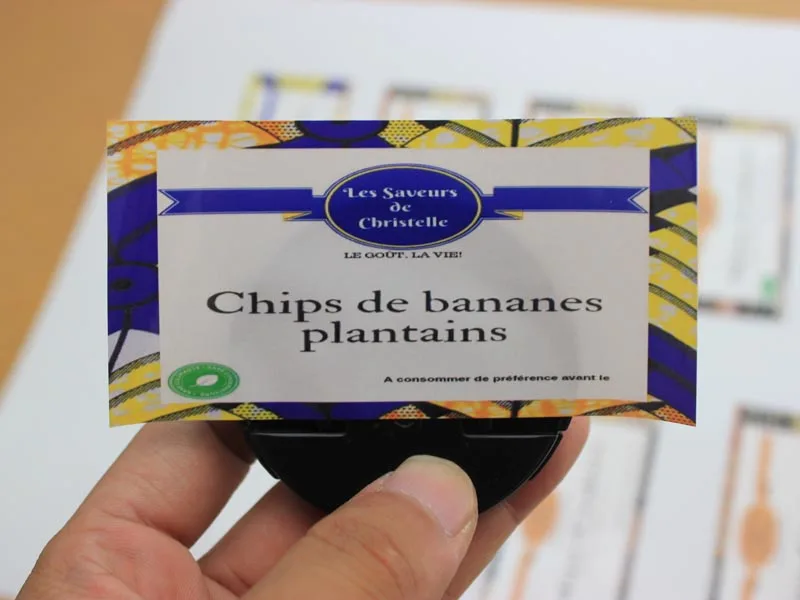 Les Saveurs
de
Christelle
LE GOÛT, LA VIE!
Chips de bananes
plantains
A consommer de préférence avant le